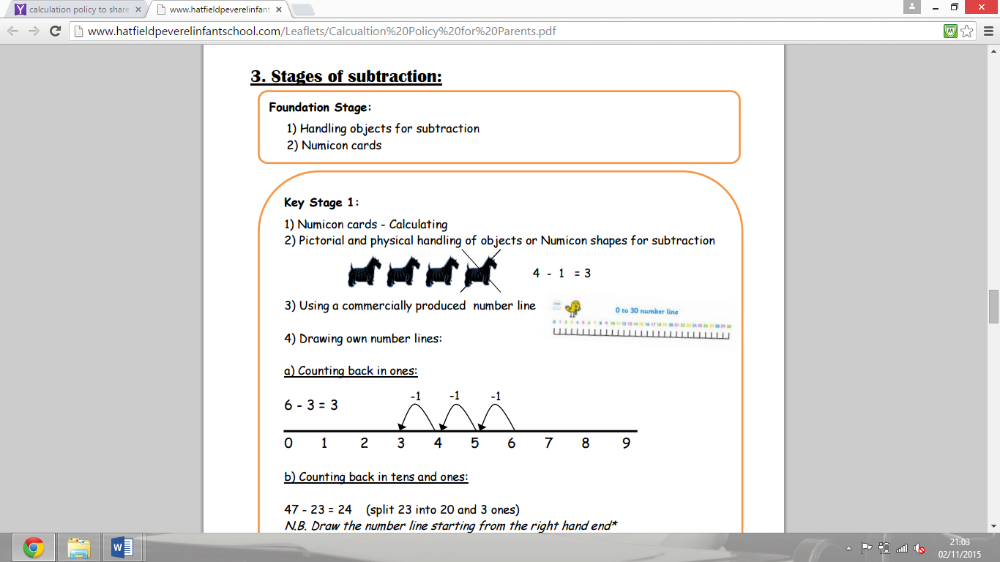 calculation policy to share
www.hatfieldpeverelinfant
www.hatfieldpeverelinfantschool.com/Leaflets/Calcualtion%20Policy%20for%20Parents.pdf
3. Stages of subtraction:
Foundation Stage:
1) Handling objects for subtraction
2) Numicon cards
Key Stage 1:
1) Numicon cards - Calculating
2) Pictorial and physical handling of objects or Numicon shapes for subtraction
4 - 1 = 3
3) Using a commercially produced number line
0 to 30 number line
0 1 2 3 4 5 6 7 8 9 10 11 12 13 14 15 16 17 18 19 20 21 22 23 24 25 26 27 28 29 30
4) Drawing own number lines:
a) Counting back in ones:
-1 -1 -1
6 - 3 = 3
0 1 2 3 4 5 6 7 8 9
b) Counting back in tens and ones:
47 - 23 = 24 (split 23 into 20 and 3 ones)
N.B. Draw the number line starting from the right hand end*
21:03
02/11/2015